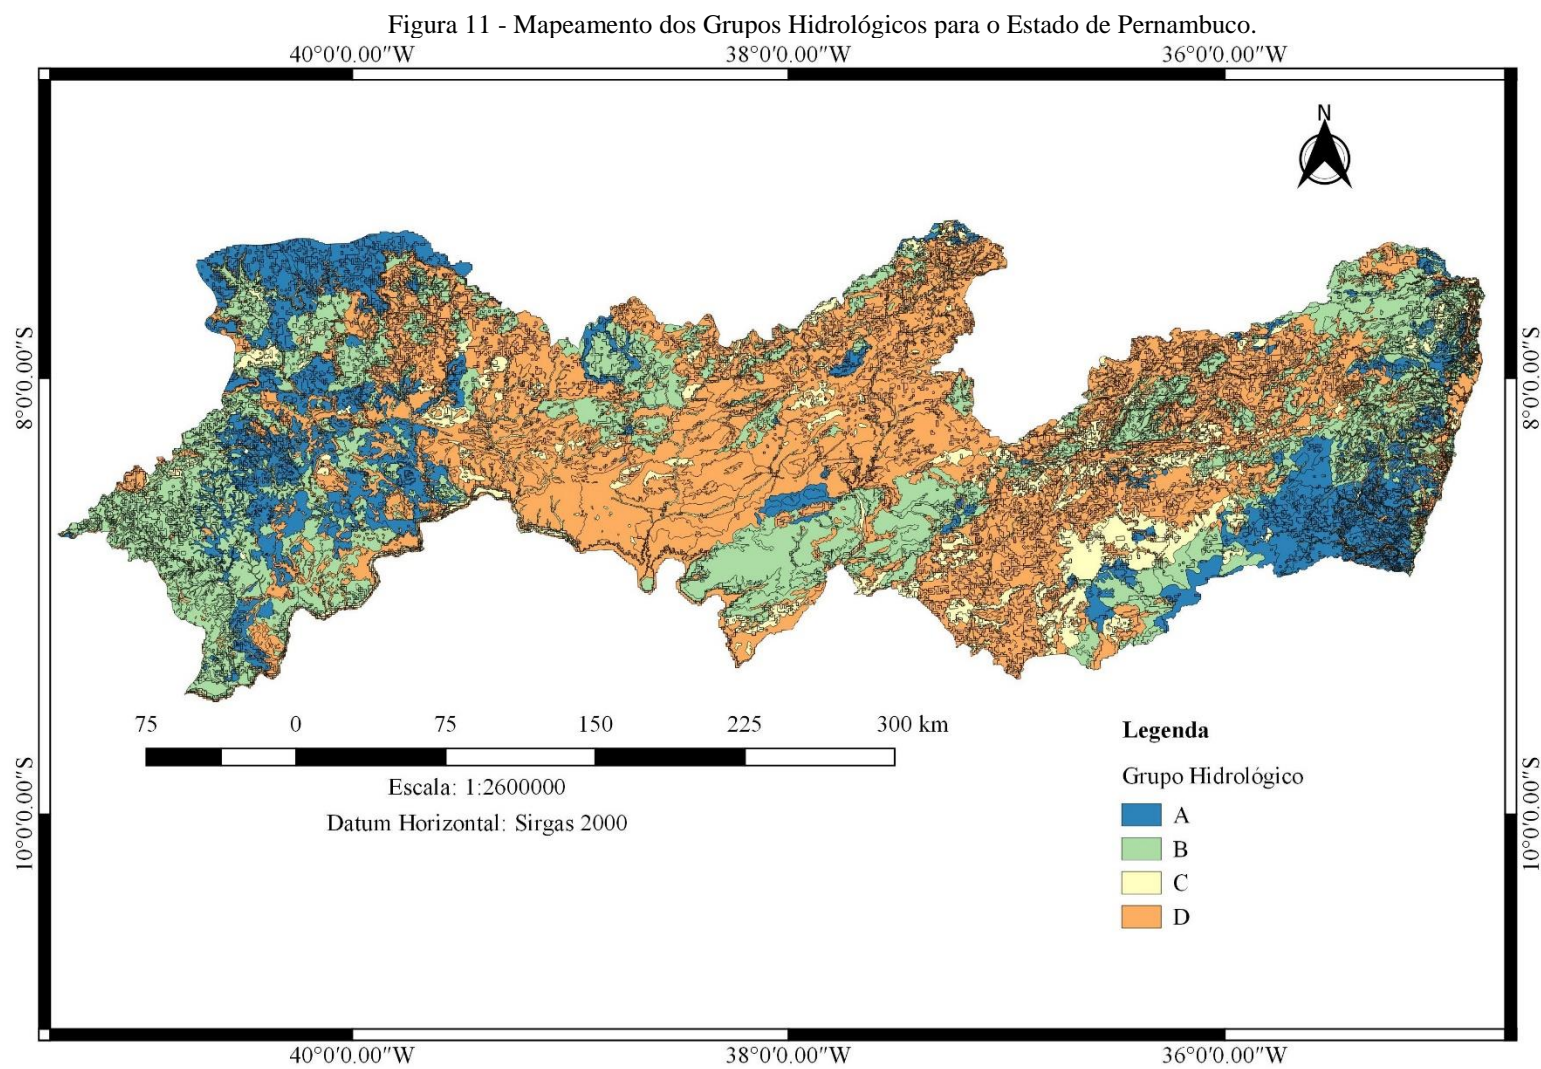 Figura 11 - Mapeamento dos Grupos Hidrológicos para o Estado de Pernambuco.
40°0'0.00"W 38°0'0.00"W 36°0'0.00"W
N
8°0'0.00"S 8°0'0.00"S
75 0 75 150 225 300 km
Escala: 1:2600000
Datum Horizontal: Sirgas 2000
Legenda
Grupo Hidrológico
A
B
C
D
10°0'0.00"S 10°0'0.00"S
40°0'0.00"W 38°0'0.00"W 36°0'0.00"W